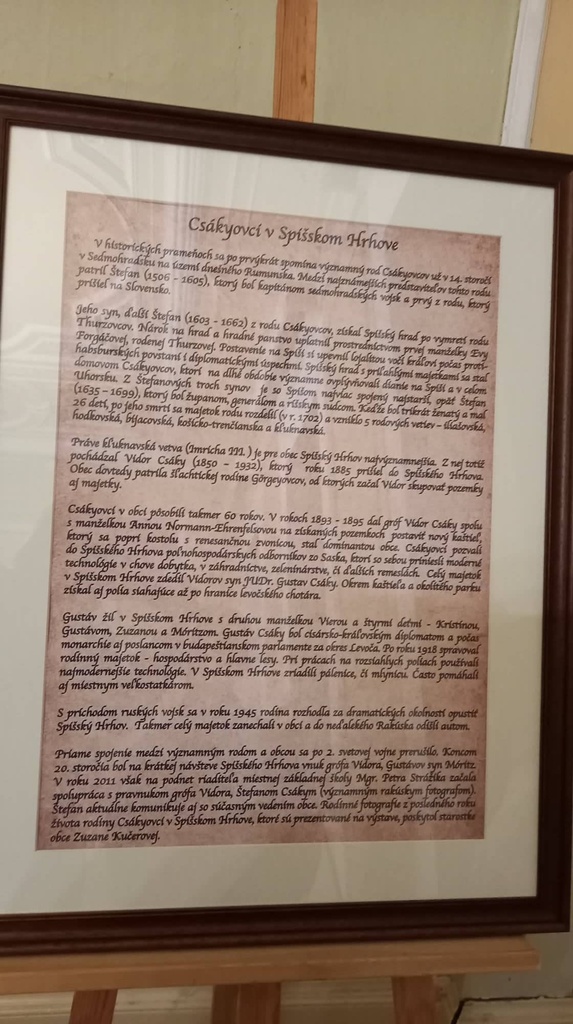 Csákyovci v Spišskom Hrhove
V historických prameňoch sa po prvýkrát spomína významný rod Csákyovcov už v 14. storočí
v Sedmohradsku na území dnešného Rumunska. Medzi najznámejších predstaviteľov tohto rodu
patril Štefan (1506 - 1605), ktorý bol kapitánom sedmohradských vojsk a prvý z rodu, ktorý
prišiel na Slovensko.
Jeho syn, ďalší Štefan (1603 - 1662) z rodu Csákyovcov, získal Spišský hrad po vymretí rodu
Thurzovcov. Nárok na hrad a hradné panstvo uplatnil prostredníctvom prvej manželky Evy
Forgáčovej, rodenej Thurzovej. Postavenie na Spiši si upevnil lojalitou voči kráľovi počas proti-
habsburských povstaní i diplomatickými úspechmi. Spišský hrad s priľahlými majetkami sa stal
domovom Csákyovcov, ktorí na dlhé obdobie významne ovplyvňovali dianie na Spiši a v celom
Uhorsku. Z Štefanových troch synov je so Spišom najviac spojený najstarší, opäť Štefan
(1635 – 1699), ktorý bol županom, generálom a ríšskym sudcom. Keďže bol trikrát ženatý a mal
26 detí, po jeho smrti sa majetok rodu rozdelil (v r. 1702) a vzniklo 5 rodových vetiev – illašovská,
hodkovská, bijacovská, košicko-trenčianska a kľuknavská.
Práve kľuknavská vetva (Imricha III. ) je pre obec Spišský Hrhov najvýznamnejšia. Z nej totiž
pochádzal Vidor Csáky (1850 – 1932), ktorý roku 1885 prišiel do Spišského Hrhova.
Obec dovtedy patrila šľachtickej rodine Görgeyovcov, od ktorých začal Vidor skupovať pozemky
aj majetky.
Csákyovci v obci pôsobili takmer 60 rokov. V rokoch 1893 - 1895 dal gróf Vidor Csáky spolu
s manželkou Annou Normann-Ehrenfelsovou na získaných pozemkoch postaviť nový kaštieľ,
ktorý sa popri kostolu s renesančnou zvonicou, stal dominantou obce. Csákyovci pozvali
do Spišského Hrhova poľnohospodárskych odborníkov zo Saska, ktorí so sebou priniesli moderné
technológie v chove dobytka, v záhradníctve, zeleninárstve, či ďalších remeslách. Celý majetok
v Spišskom Hrhove zdedil Vidorov syn JUDr. Gustav Csáky. Okrem kaštieľa a okolitého parku
získal aj polia siahajúce až po hranice levočského chotára.
Gustáv žil v Spišskom Hrhove s druhou manželkou Vierou a štyrmi deťmi - Kristínou,
Gustávom, Zuzanou a Móritzom. Gustáv Csáky bol cisársko-kráľovským diplomatom a počas
monarchie aj poslancom v budapeštianskom parlamente za okres Levoča. Po roku 1918 spravoval
rodinný majetok - hospodárstvo a hlavne lesy. Pri prácach na rozsiahlych poliach používali
najmodernejšie technológie. V Spišskom Hrhove zriadili pálenice, či mlynicu. Často pomáhali
aj miestnym veľkostatkárom.
S príchodom ruských vojsk sa v roku 1945 rodina rozhodla za dramatických okolností opustiť
Spišský Hrhov. Takmer celý majetok zanechali v obci a do neďalekého Rakúska odišli autom.
Priame spojenie medzi významným rodom a obcou sa po 2. svetovej vojne prerušilo. Koncom
20. storočia bol na krátkej návšteve Spišského Hrhova vnuk grófa Vidora, Gustávov syn Móritz.
V roku 2011 však na podnet riaditeľa miestnej základnej školy Mgr. Petra Strážika začala
spolupráca s pravnukom grófa Vidora, Štefanom Csákym (významným rakúskym fotografom).
Štefan aktuálne komunikuje aj so súčasným vedením obce. Rodinné fotografie z posledného roku
života rodiny Csákyovcov v Spišskom Hrhove, ktoré sú prezentované na výstave, poskytol starostke
obce Zuzane Kučerovej.